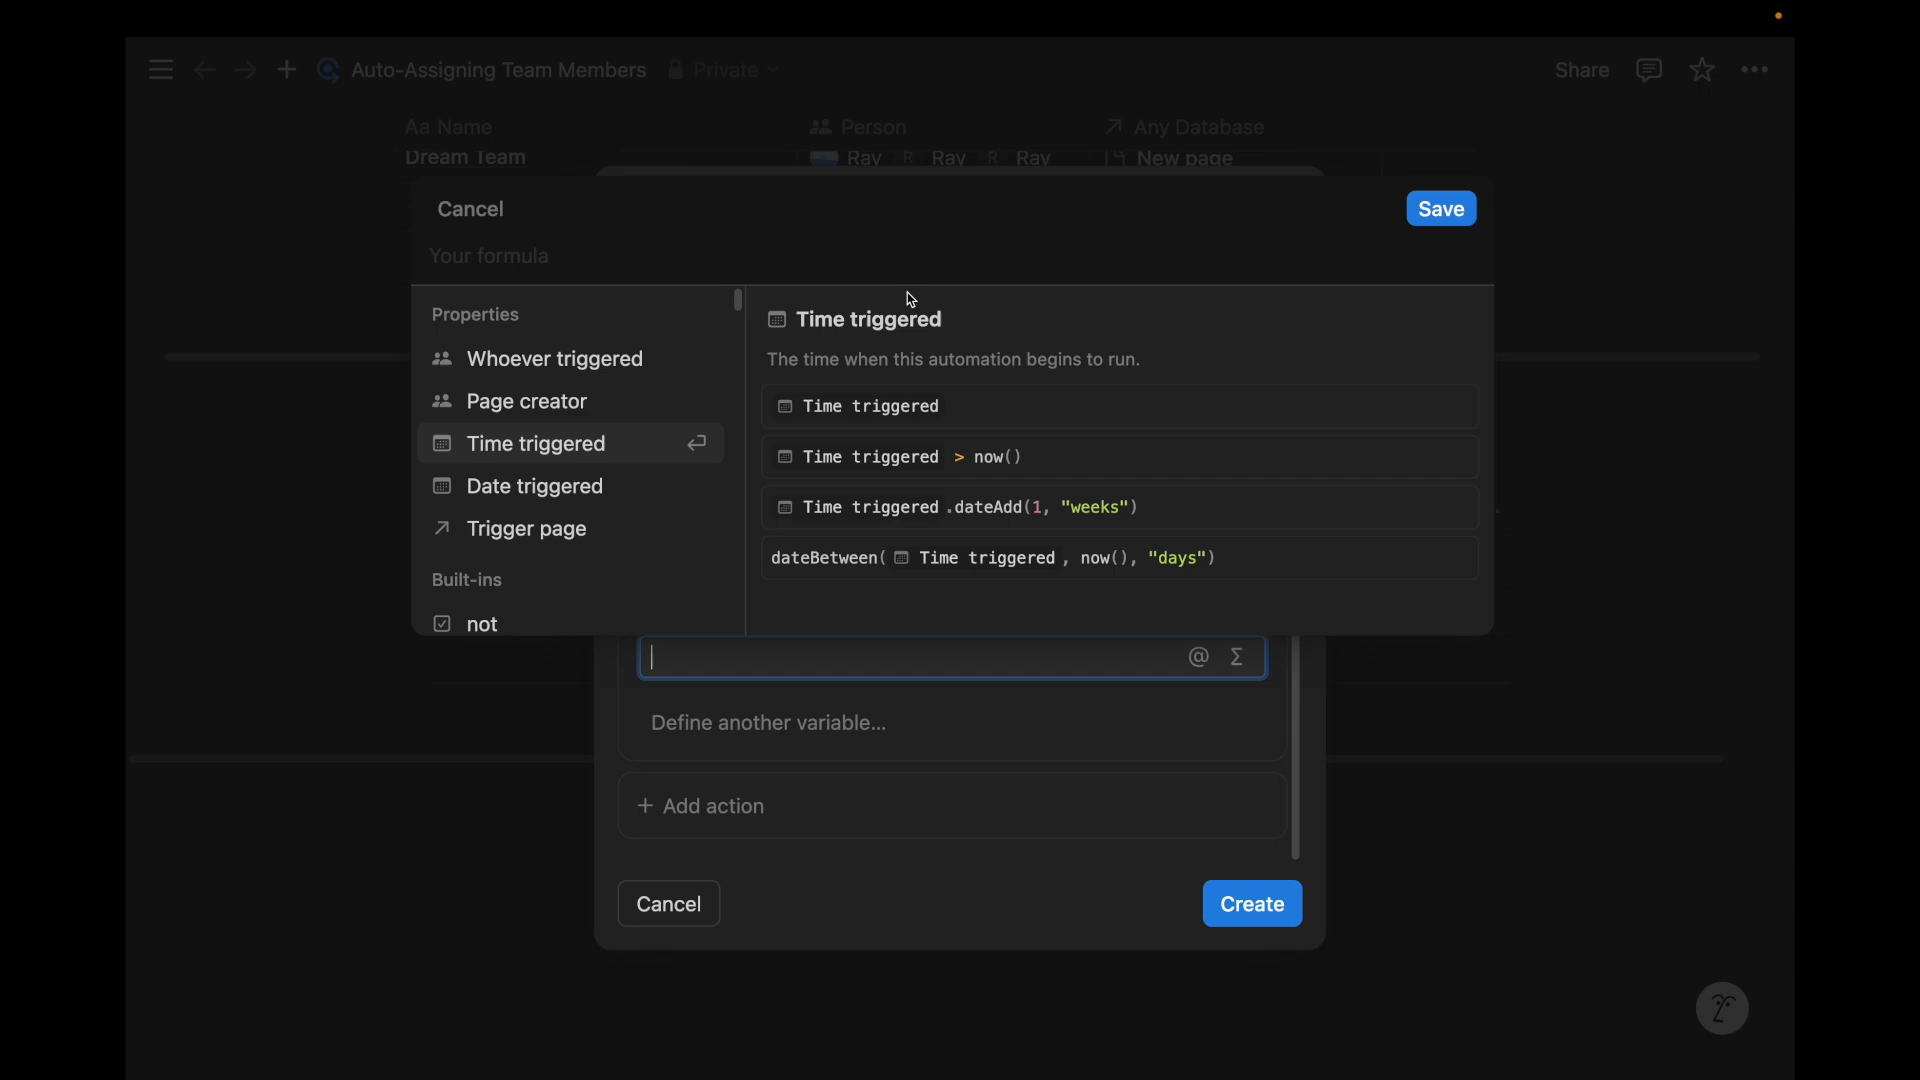 Auto-Assigning Team Members Private
Share
Aa Name Person Any Database
Dream Team Ray R Ray R Ray New page
Cancel Save
Your formula
Properties
Whoever triggered
Page creator
Time triggered
Date triggered
Trigger page
Built-ins
not
Time triggered
The time when this automation begins to run.
Time triggered
Time triggered > now()
Time triggered .dateAdd(1, "weeks")
dateBetween( Time triggered , now(), "days")
@ Σ
Define another variable...
+ Add action
Cancel Create